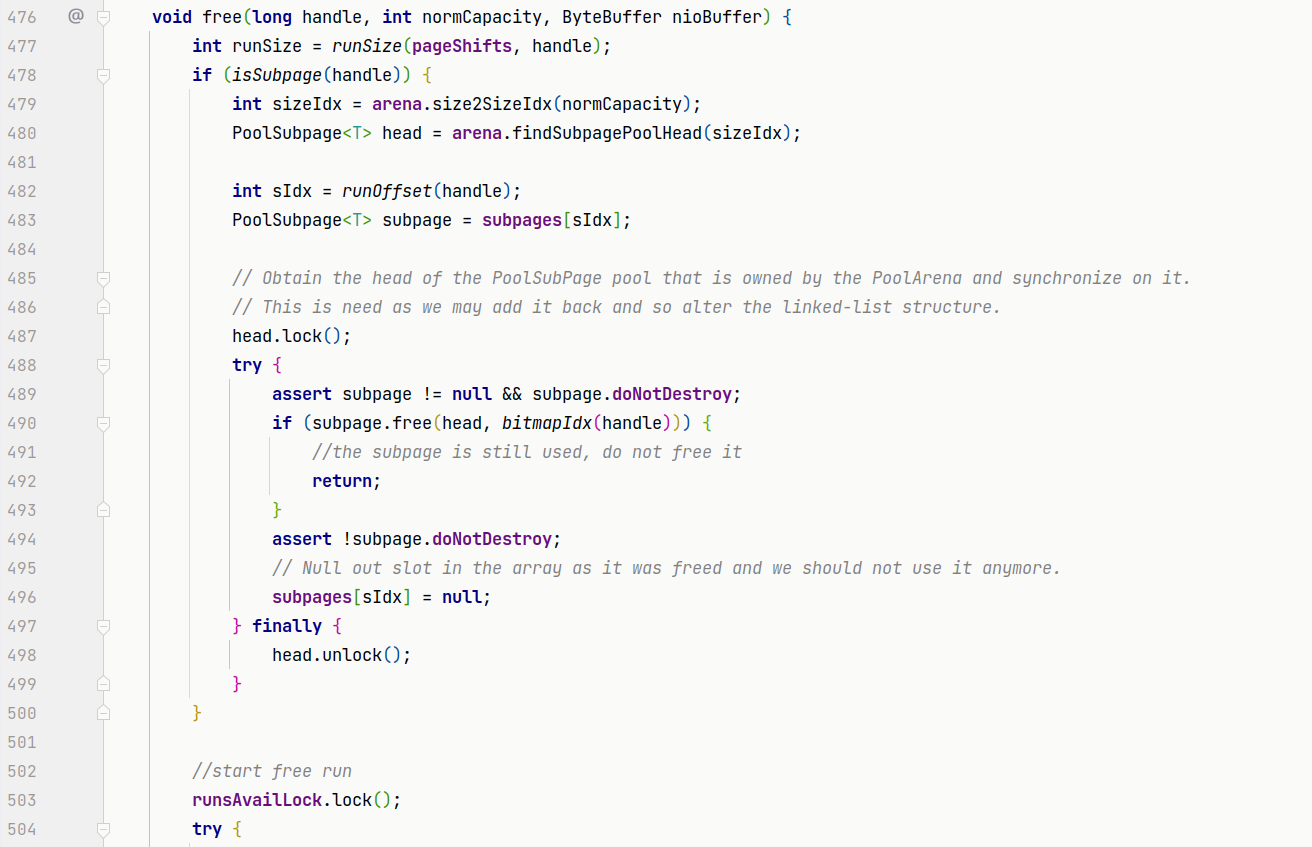 476 @ void free(long handle, int normCapacity, ByteBuffer nioBuffer) {
477 int runSize = runSize(pageShifts, handle);
478 if (isSubpage(handle)) {
479 int sizeIdx = arena.size2SizeIdx(normCapacity);
480 PoolSubpage<T> head = arena.findSubpagePoolHead(sizeIdx);
481
482 int sIdx = runOffset(handle);
483 PoolSubpage<T> subpage = subpages[sIdx];
484
485 // Obtain the head of the PoolSubPage pool that is owned by the PoolArena and synchronize on it.
486 // This is need as we may add it back and so alter the linked-list structure.
487 head.lock();
488 try {
489 assert subpage != null && subpage.doNotDestroy;
490 if (subpage.free(head, bitmapIdx(handle))) {
491 //the subpage is still used, do not free it
492 return;
493 }
494 assert !subpage.doNotDestroy;
495 // Null out slot in the array as it was freed and we should not use it anymore.
496 subpages[sIdx] = null;
497 } finally {
498 head.unlock();
499 }
500 }
501
502 //start free run
503 runsAvailLock.lock();
504 try {